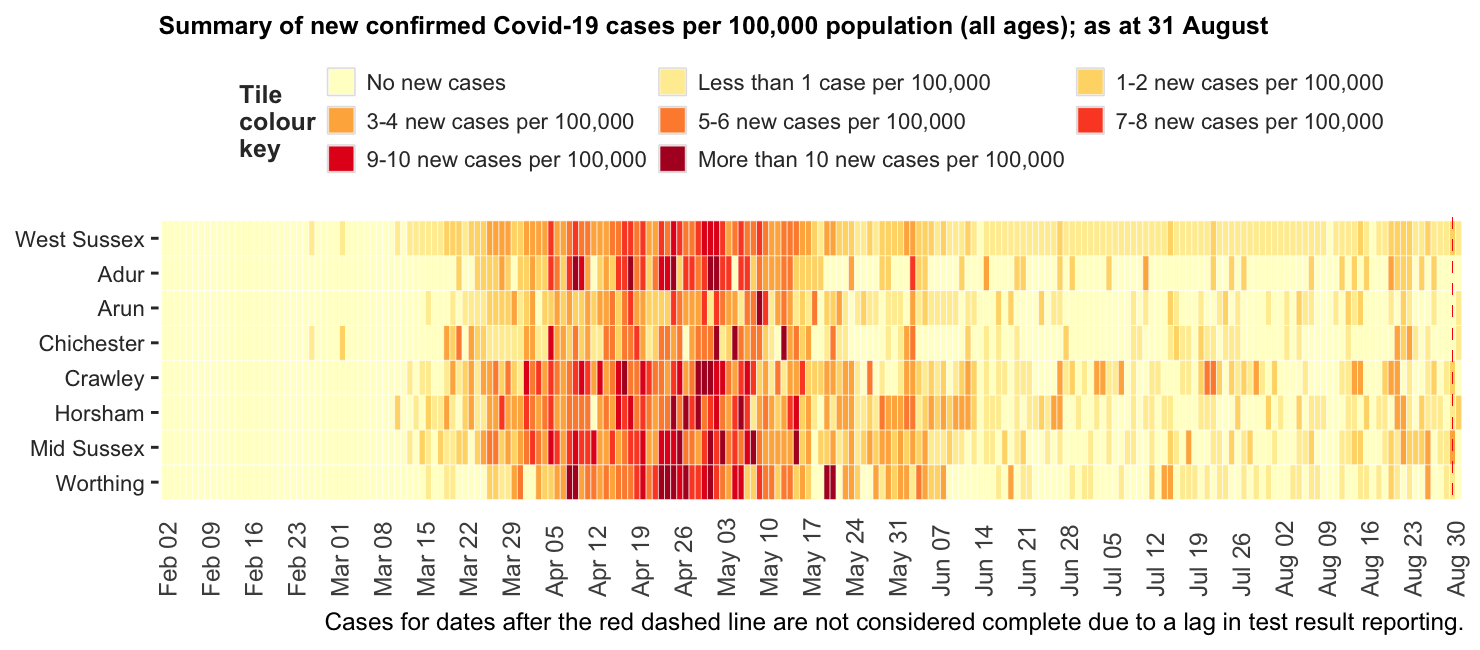 Summary of new confirmed Covid-19 cases per 100,000 population (all ages); as at 31 August
Tile
colour
key
No new cases
Less than 1 case per 100,000
1-2 new cases per 100,000
3-4 new cases per 100,000
5-6 new cases per 100,000
7-8 new cases per 100,000
9-10 new cases per 100,000
More than 10 new cases per 100,000
West Sussex
Adur
Arun
Chichester
Crawley
Horsham
Mid Sussex
Worthing
Feb 02
Feb 09
Feb 16
Feb 23
Mar 01
Mar 08
Mar 15
Mar 22
Mar 29
Apr 05
Apr 12
Apr 19
Apr 26
May 03
May 10
May 17
May 24
May 31
Jun 07
Jun 14
Jun 21
Jun 28
Jul 05
Jul 12
Jul 19
Jul 26
Aug 02
Aug 09
Aug 16
Aug 23
Aug 30
Cases for dates after the red dashed line are not considered complete due to a lag in test result reporting.